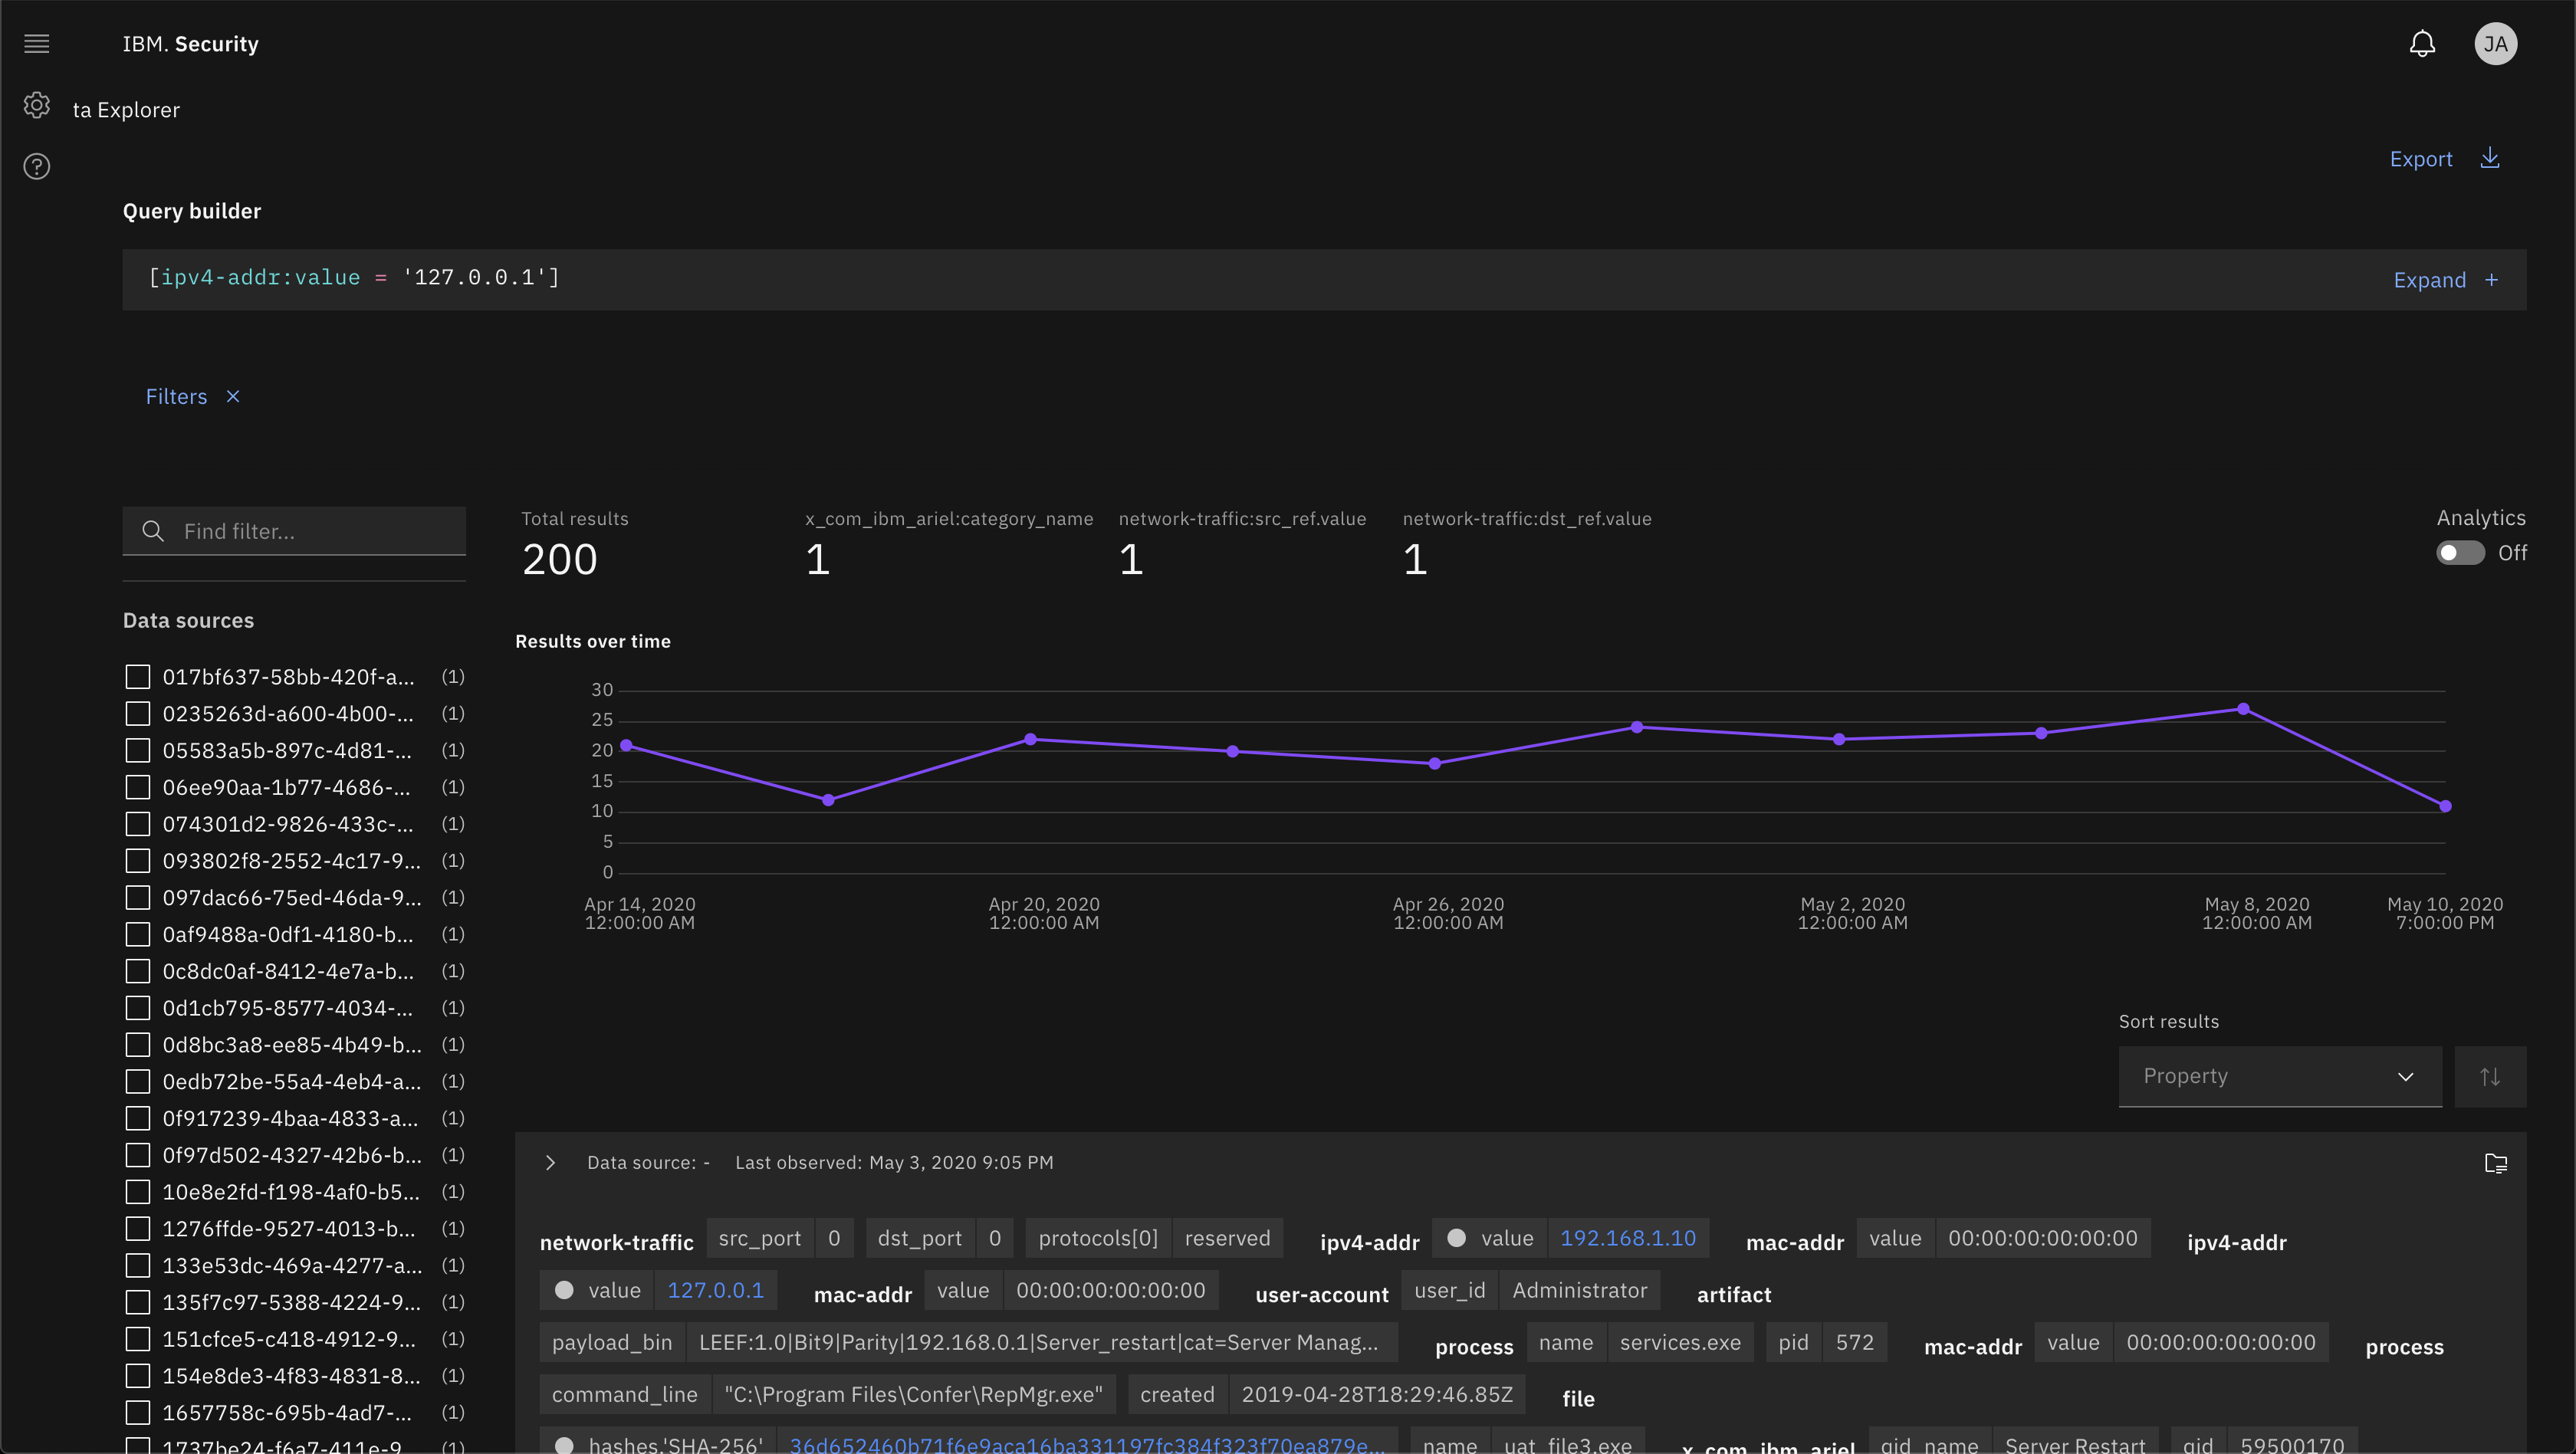 IBM. Security
JA
ta Explorer
Export
Query builder
[ipv4-addr:value = '127.0.0.1']
Expand +
Filters ×
Find filter...
Total results
200
x_com_ibm_ariel:category_name
1
network-traffic:src_ref.value
1
network-traffic:dst_ref.value
1
Analytics
Off
Data sources
017bf637-58bb-420f-a... (1)
0235263d-a600-4b00-... (1)
05583a5b-897c-4d81-... (1)
06ee90aa-1b77-4686-... (1)
074301d2-9826-433c-... (1)
093802f8-2552-4c17-9... (1)
097dac66-75ed-46da-9... (1)
0af9488a-0df1-4180-b... (1)
0c8dc0af-8412-4e7a-b... (1)
0d1cb795-8577-4034-... (1)
0d8bc3a8-ee85-4b49-b... (1)
0edb72be-55a4-4eb4-a... (1)
0f917239-4baa-4833-a... (1)
0f97d502-4327-42b6-b... (1)
10e8e2fd-f198-4af0-b5... (1)
1276ffde-9527-4013-b... (1)
133e53dc-469a-4277-a... (1)
135f7c97-5388-4224-9... (1)
151cfce5-c418-4912-9... (1)
154e8de3-4f83-4831-8... (1)
1657758c-695b-4ad7-... (1)
1737be24-f6a7-411e-9 (1)
Results over time
30
25
20
15
10
5
0
Apr 14, 2020
12:00:00 AM
Apr 20, 2020
12:00:00 AM
Apr 26, 2020
12:00:00 AM
May 2, 2020
12:00:00 AM
May 8, 2020
12:00:00 AM
May 10, 2020
7:00:00 PM
Sort results
Property
Data source: - Last observed: May 3, 2020 9:05 PM
network-traffic src_port 0 dst_port 0 protocols[0] reserved ipv4-addr value 192.168.1.10 mac-addr value 00:00:00:00:00:00 ipv4-addr
value 127.0.0.1 mac-addr value 00:00:00:00:00:00 user-account user_id Administrator artifact
payload_bin LEEF:1.0|Bit9|Parity|192.168.0.1|Server_restart|cat=Server Manag... process name services.exe pid 572 mac-addr value 00:00:00:00:00:00 process
command_line "C:\Program Files\Confer\RepMgr.exe" created 2019-04-28T18:29:46.85Z file
hashes.'SHA-256' 36d652460b71f6e9aca16ba331197fc384f323f70ea879e... name uat_file3.exe x_com_ibm_ariel qid_name Server Restart qid 59500170